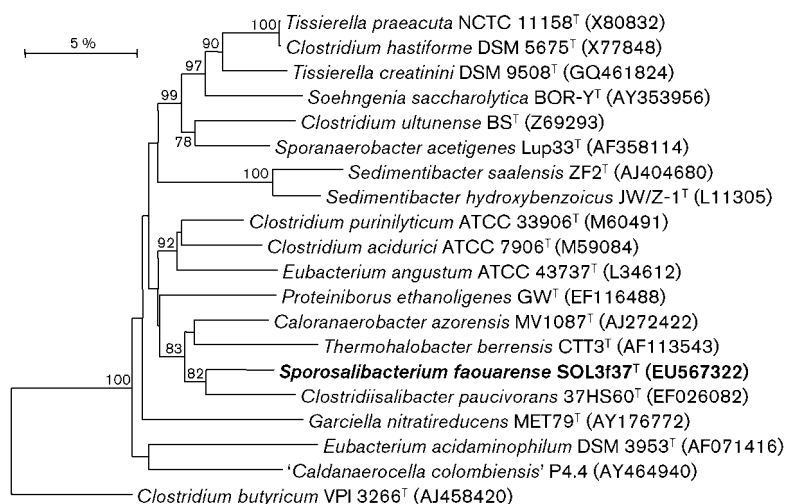 100 Tissierella praeacuta NCTC 11158ᵀ (X80832)
5 %
Clostridium hastiforme DSM 5675ᵀ (X77848)
90
Tissierella creatinini DSM 9508ᵀ (GQ461824)
97
Soehngenia saccharolytica BOR-Yᵀ (AY353956)
99
Clostridium ultunense BSᵀ (Z69293)
78
Sporanaerobacter acetigenes Lup33ᵀ (AF358114)
100 Sedimentibacter saalensis ZF2ᵀ (AJ404680)
Sedimentibacter hydroxybenzoicus JW/Z-1ᵀ (L11305)
Clostridium purinilyticum ATCC 33906ᵀ (M60491)
92
Clostridium acidurici ATCC 7906ᵀ (M59084)
Eubacterium angustum ATCC 43737ᵀ (L34612)
Proteiniborus ethanoligenes GWᵀ (EF116488)
Caloranaerobacter azorensis MV1087ᵀ (AJ272422)
83 Thermohalobacter berrensis CTT3ᵀ (AF113543)
82 Sporosalibacterium faouarense SOL3f37ᵀ (EU567322)
100
Clostridiisalibacter paucivorans 37HS60ᵀ (EF026082)
Garciella nitratireducens MET79ᵀ (AY176772)
Eubacterium acidaminophilum DSM 3953ᵀ (AF071416)
‘Caldanaerocella colombiensis’ P4.4 (AY464940)
Clostridium butyricum VPI 3266ᵀ (AJ458420)